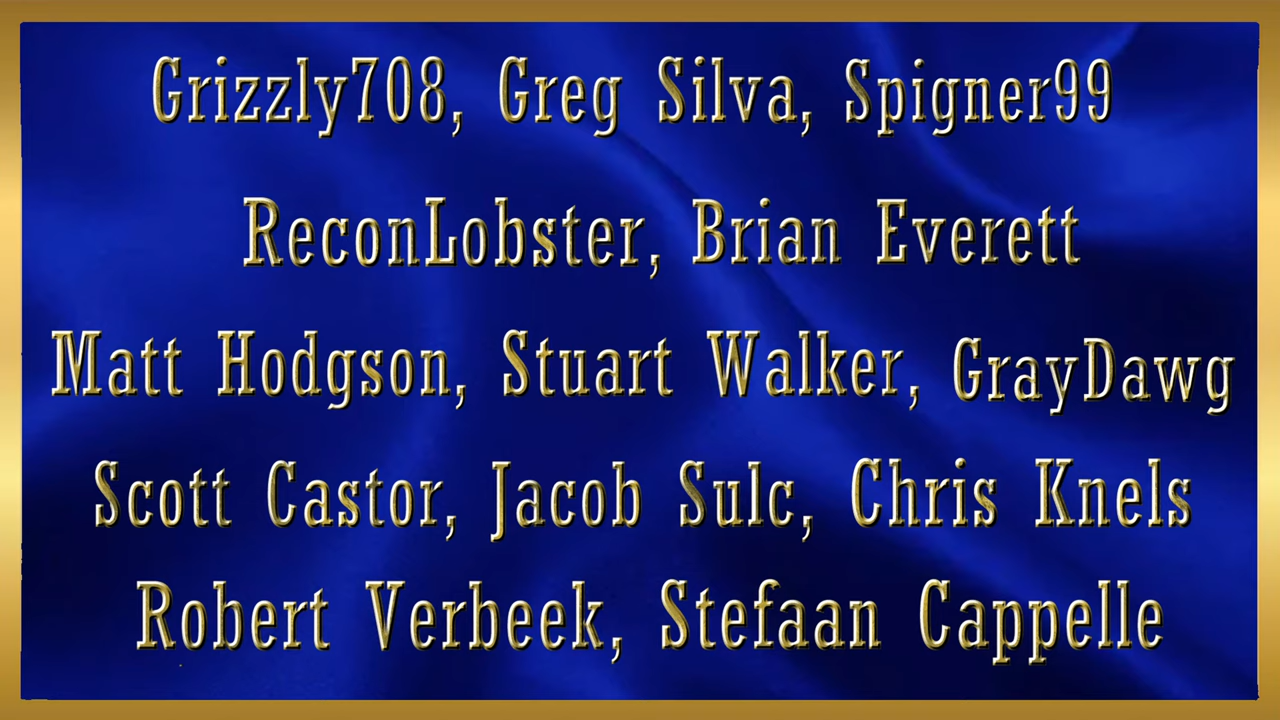 Grizzly708, Greg Silva, Spigner99
ReconLobster, Brian Everett
Matt Hodgson, Stuart Walker, GrayDawg
Scott Castor, Jacob Sulc, Chris Knels
Robert Verbeek, Stefaan Cappelle